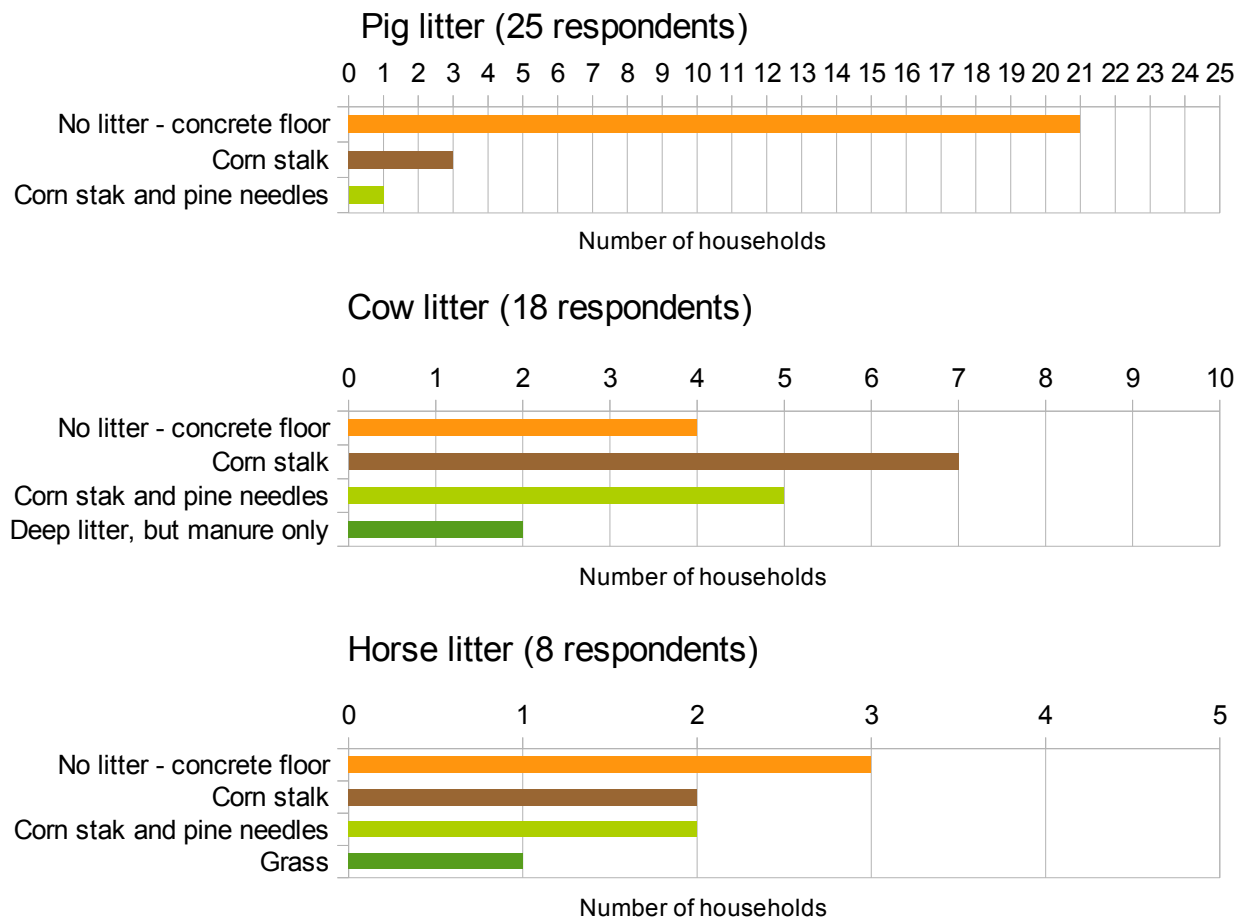 Pig litter (25 respondents)
0 1 2 3 4 5 6 7 8 9 10 11 12 13 14 15 16 17 18 19 20 21 22 23 24 25
No litter - concrete floor
Corn stalk
Corn stak and pine needles
Number of households
Cow litter (18 respondents)
0 1 2 3 4 5 6 7 8 9 10
No litter - concrete floor
Corn stalk
Corn stak and pine needles
Deep litter, but manure only
Number of households
Horse litter (8 respondents)
0 1 2 3 4 5
No litter - concrete floor
Corn stalk
Corn stak and pine needles
Grass
Number of households